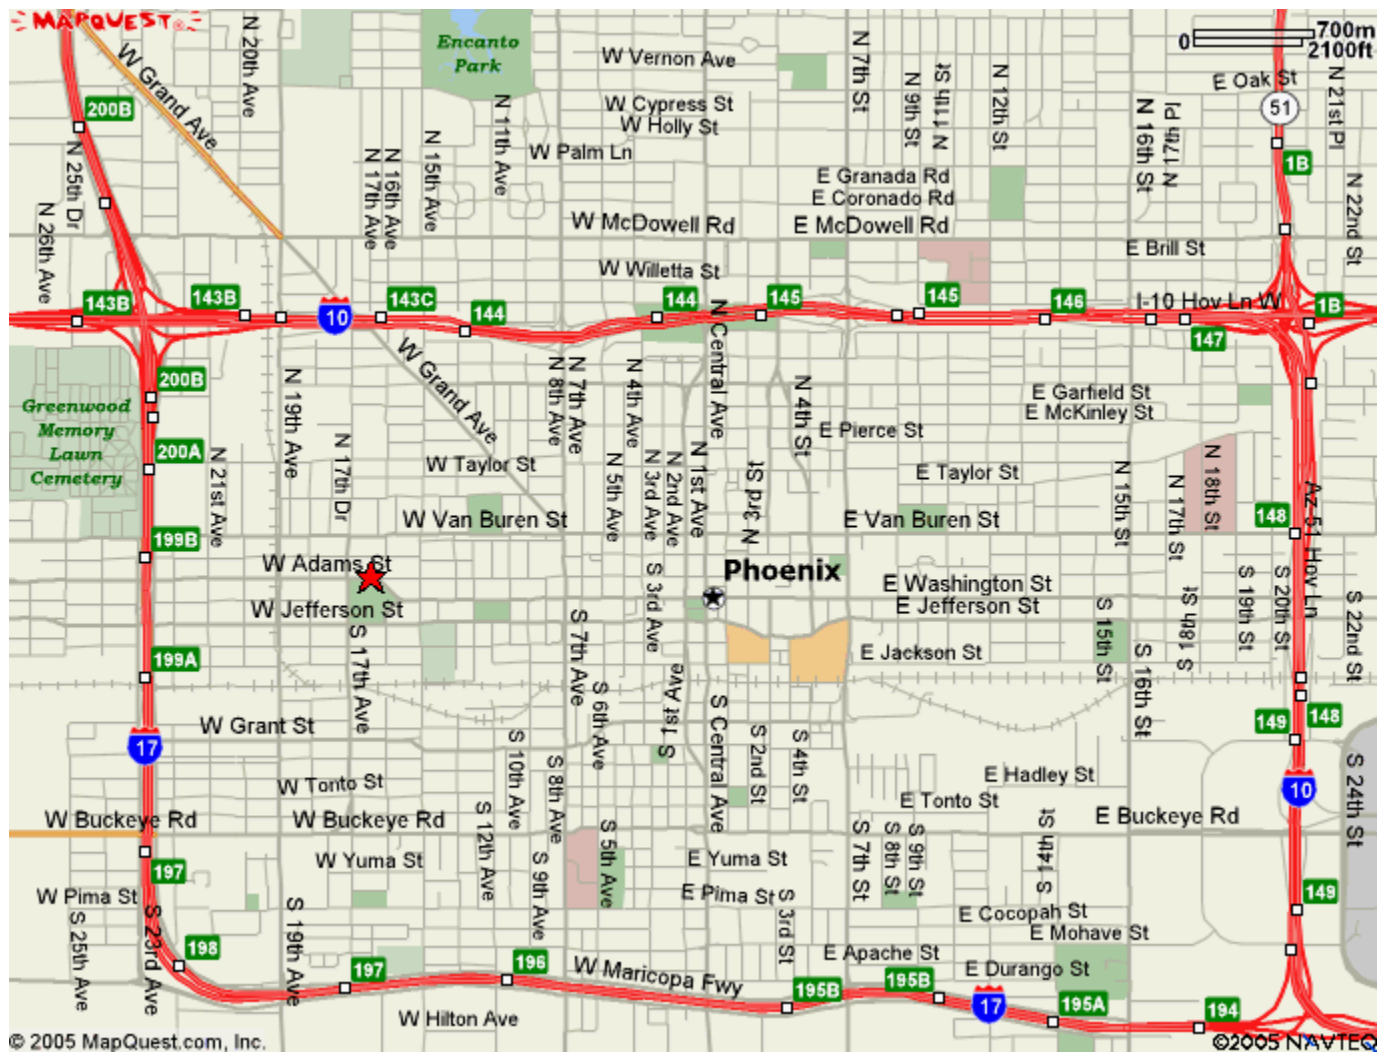 MAPQUEST
700m
0
2100ft
Encanto
Park
W Vernon Ave
W Cypress St
W Holly St
W Palm Ln
E Granada Rd
E Coronado Rd
W McDowell Rd
E McDowell Rd
W Willetta St
E Brill St
E Oak St
51
1B
N 20th Ave
W Grand Ave
200B
N 25th Dr
N 26th Ave
N 17th Ave
N 16th Ave
N 15th Ave
N 11th Ave
N 7th St
N 9th St
N 11th St
N 12th St
N 16th St
N 17th Pl
N 21st Pl
N 22nd St
143B
143B
10
143C
144
144
145
145
146
I-10 Hov Ln W
147
1B
200B
Greenwood
Memory
Lawn
Cemetery
200A
N 21st Ave
N 19th Ave
N 17th Dr
W Grand Ave
N 8th Ave
N 7th Ave
N 5th Ave
N 4th Ave
N 3rd Ave
N 2nd Ave
N 1st Ave
N Central Ave
N 3rd St
N 4th St
E Garfield St
E McKinley St
E Pierce St
W Taylor St
E Taylor St
W Van Buren St
E Van Buren St
N 15th St
N 17th St
N 18th St
148
Az-51 Hov Ln
199B
W Adams St
Phoenix
E Washington St
W Jefferson St
E Jefferson St
E Jackson St
S 17th Ave
S 7th Ave
S 3rd Ave
S 15th St
S 16th St
S 18th St
S 19th St
S 20th St
S 22nd St
199A
W Grant St
17
S 10th Ave
S 6th Ave
S 1st Ave
S Central Ave
S 2nd St
S 4th St
149
148
W Tonto St
E Hadley St
E Tonto St
10
S 24th St
W Buckeye Rd
W Buckeye Rd
E Buckeye Rd
S 12th Ave
S 8th Ave
S 9th Ave
S 5th Ave
S 7th St
S 8th St
S 9th St
S 14th St
W Yuma St
E Yuma St
197
W Pima St
E Pima St
S 3rd St
149
E Cocopah St
E Mohave St
S 25th Ave
S 23rd Ave
S 19th Ave
198
197
196
W Maricopa Fwy
E Apache St
E Durango St
195B
195B
17
195A
194
W Hilton Ave
© 2005 MapQuest.com, Inc.
©2005 NAVTEQ